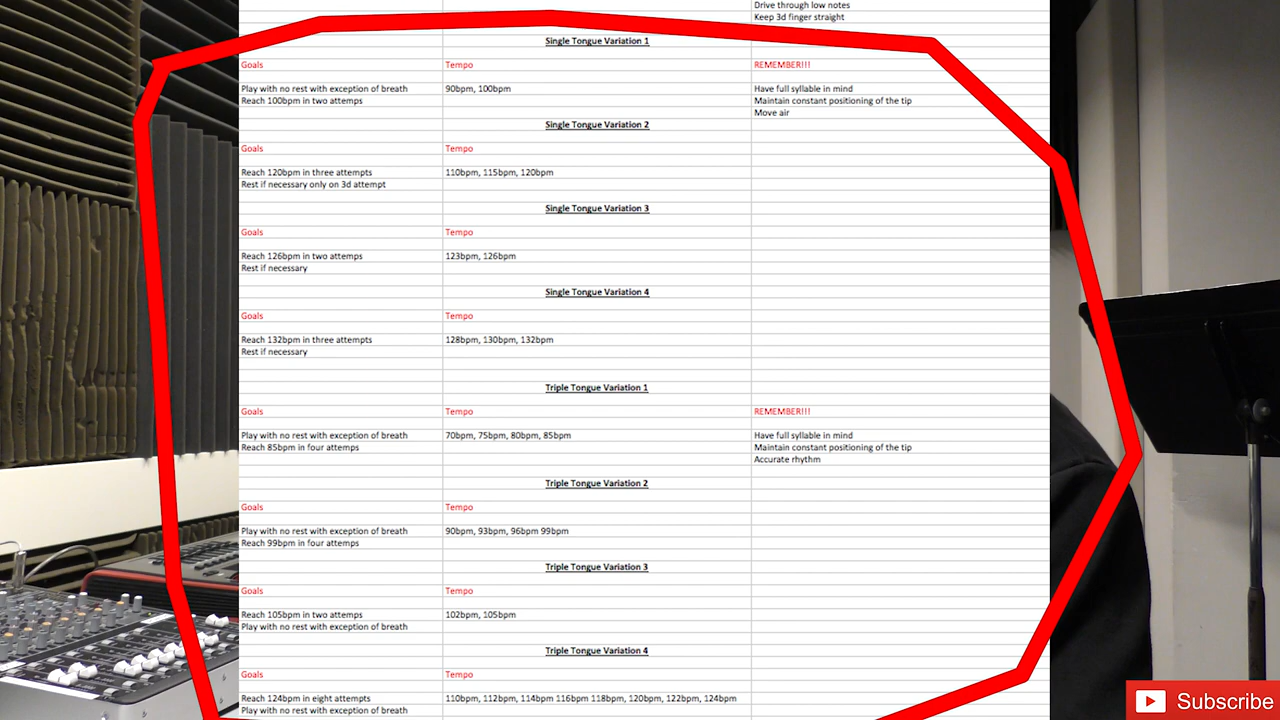 Drive through low notes
Keep 3d finger straight
Single Tongue Variation 1
Goals Tempo REMEMBER!!!
Play with no rest with exception of breath 90bpm, 100bpm Have full syllable in mind
Reach 100bpm in two attemps Maintain constant positioning of the tip
Move air
Single Tongue Variation 2
Goals Tempo
Reach 120bpm in three attempts 110bpm, 115bpm, 120bpm
Rest if necessary only on 3d attempt
Single Tongue Variation 3
Goals Tempo
Reach 126bpm in two attemps 123bpm, 126bpm
Rest if necessary
Single Tongue Variation 4
Goals Tempo
Reach 132bpm in three attempts 128bpm, 130bpm, 132bpm
Rest if necessary
Triple Tongue Variation 1
Goals Tempo REMEMBER!!!
Play with no rest with exception of breath 70bpm, 75bpm, 80bpm, 85bpm Have full syllable in mind
Reach 85bpm in four attemps Maintain constant positioning of the tip
Accurate rhythm
Triple Tongue Variation 2
Goals Tempo
Play with no rest with exception of breath 90bpm, 93bpm, 96bpm 99bpm
Reach 99bpm in four attemps
Triple Tongue Variation 3
Goals Tempo
Reach 105bpm in two attemps 102bpm, 105bpm
Play with no rest with exception of breath
Triple Tongue Variation 4
Goals Tempo
Reach 124bpm in eight attempts 110bpm, 112bpm, 114bpm 116bpm 118bpm, 120bpm, 122bpm, 124bpm
Play with no rest with exception of breath
Subscribe